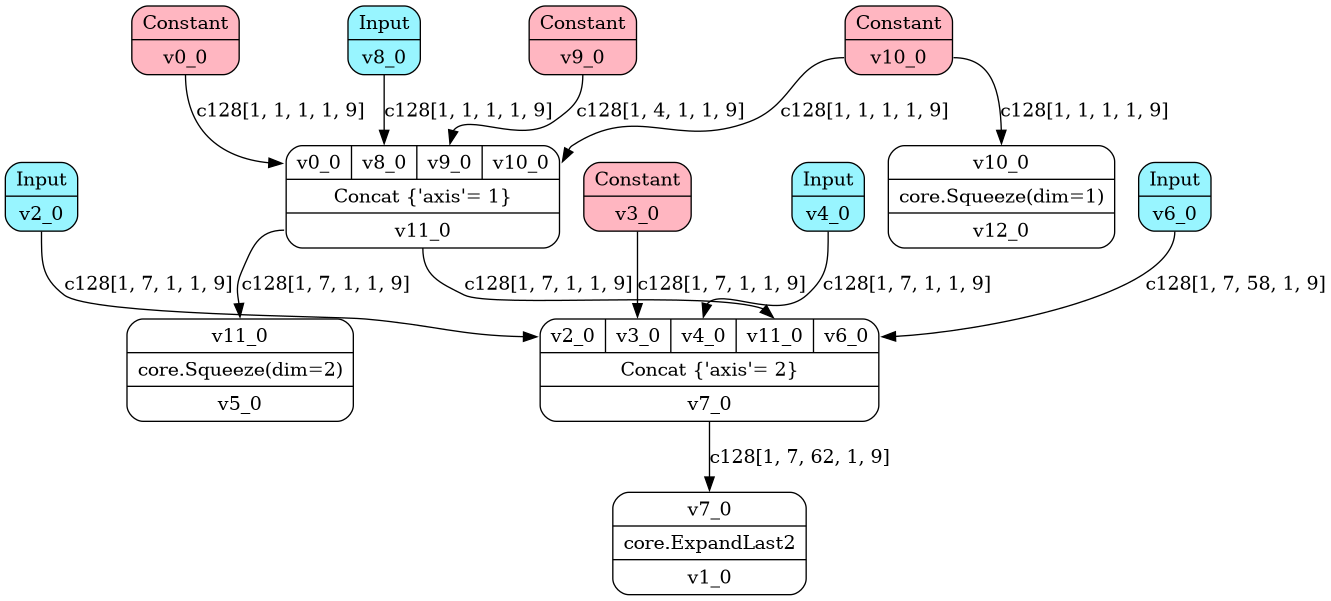 Constant
v0_0
Input
v8_0
Constant
v9_0
Constant
v10_0
c128[1, 1, 1, 1, 9]
c128[1, 1, 1, 1, 9]
c128[1, 4, 1, 1, 9]
c128[1, 1, 1, 1, 9]
c128[1, 1, 1, 1, 9]
v0_0 v8_0 v9_0 v10_0
Concat {'axis'= 1}
v11_0
v10_0
core.Squeeze(dim=1)
v12_0
Input
v2_0
Constant
v3_0
Input
v4_0
Input
v6_0
c128[1, 7, 1, 1, 9]
c128[1, 7, 1, 1, 9]
c128[1, 7, 1, 1, 9]
c128[1, 7, 1, 1, 9]
c128[1, 7, 1, 1, 9]
c128[1, 7, 58, 1, 9]
v11_0
core.Squeeze(dim=2)
v5_0
v2_0 v3_0 v4_0 v11_0 v6_0
Concat {'axis'= 2}
v7_0
c128[1, 7, 62, 1, 9]
v7_0
core.ExpandLast2
v1_0